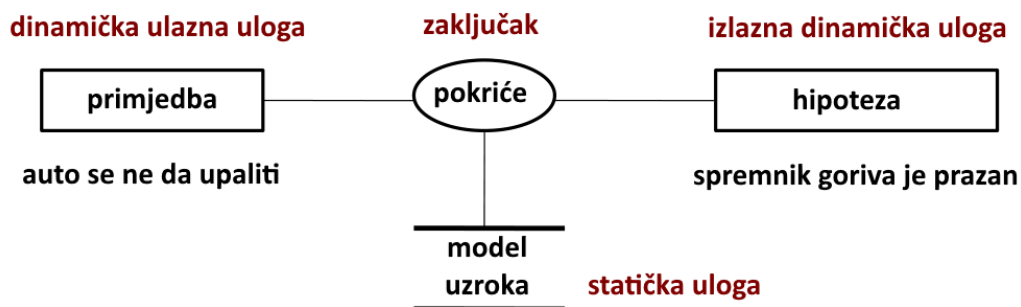 dinamička ulazna uloga
zaključak
izlazna dinamička uloga
primjedba
pokriće
hipoteza
auto se ne da upaliti
spremnik goriva je prazan
model
uzroka
statička uloga